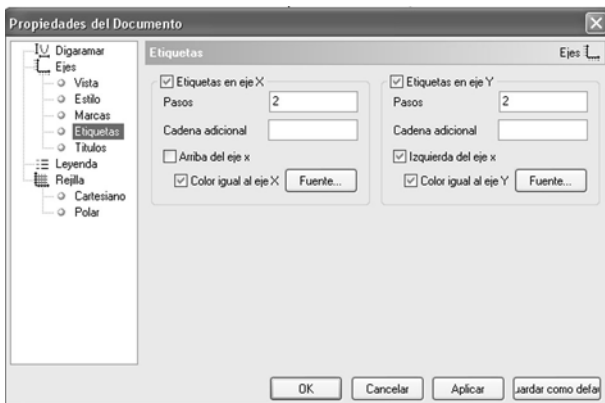 Propiedades del Documento
Digaramar
Ejes
Vista
Estilo
Marcas
Etiquetas
Titulos
Leyenda
Rejilla
Cartesiano
Polar
Etiquetas
Ejes
Etiquetas en eje X
Pasos 2
Cadena adicional
Arriba del eje x
Color igual al eje X Fuente...
Etiquetas en eje Y
Pasos 2
Cadena adicional
Izquierda del eje x
Color igual al eje Y Fuente...
OK Cancelar Aplicar uardar como defau